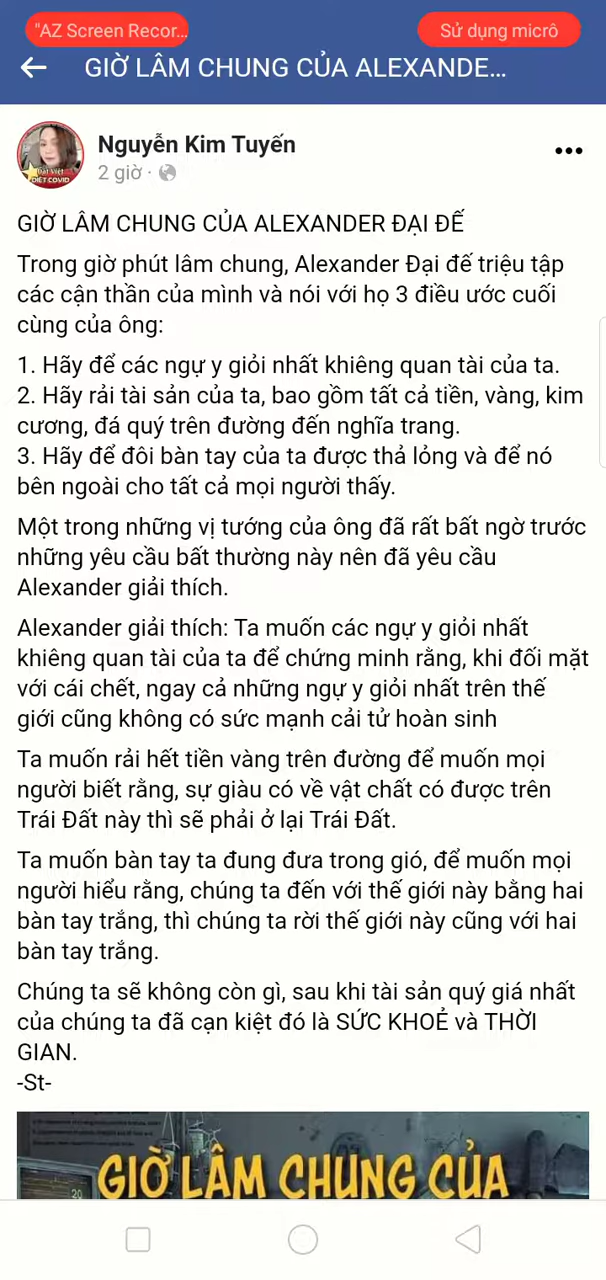 "AZ Screen Recor...
Sử dụng micrô
GIỜ LÂM CHUNG CỦA ALEXANDE...
Nguyễn Kim Tuyến
2 giờ ·
GIỜ LÂM CHUNG CỦA ALEXANDER ĐẠI ĐẾ
Trong giờ phút lâm chung, Alexander Đại đế triệu tập
các cận thần của mình và nói với họ 3 điều ước cuối
cùng của ông:
1. Hãy để các ngự y giỏi nhất khiêng quan tài của ta.
2. Hãy rải tài sản của ta, bao gồm tất cả tiền, vàng, kim
cương, đá quý trên đường đến nghĩa trang.
3. Hãy để đôi bàn tay của ta được thả lỏng và để nó
bên ngoài cho tất cả mọi người thấy.
Một trong những vị tướng của ông đã rất bất ngờ trước
những yêu cầu bất thường này nên đã yêu cầu
Alexander giải thích.
Alexander giải thích: Ta muốn các ngự y giỏi nhất
khiêng quan tài của ta để chứng minh rằng, khi đối mặt
với cái chết, ngay cả những ngự y giỏi nhất trên thế
giới cũng không có sức mạnh cải tử hoàn sinh
Ta muốn rải hết tiền vàng trên đường để muốn mọi
người biết rằng, sự giàu có về vật chất có được trên
Trái Đất này thì sẽ phải ở lại Trái Đất.
Ta muốn bàn tay ta đung đưa trong gió, để muốn mọi
người hiểu rằng, chúng ta đến với thế giới này bằng hai
bàn tay trắng, thì chúng ta rời thế giới này cũng với hai
bàn tay trắng.
Chúng ta sẽ không còn gì, sau khi tài sản quý giá nhất
của chúng ta đã cạn kiệt đó là SỨC KHOẺ và THỜI
GIAN.
-St-
GIỜ LÂM CHUNG CỦA
20